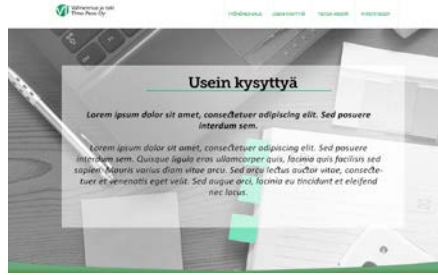 Timo Pesu Oy
Usein kysyttyä
Lorem ipsum dolor sit amet, consectetuer adipiscing elit. Sed posuere
interdum sem.
Lorem ipsum dolor sit amet, consectetuer adipiscing elit. Sed posuere
interdum sem. Quisque ligula eros ullamcorper quis, lacinia quis facilisis sed
sapien. Mauris varius diam vitae arcu. Sed arcu lectus auctor vitae, consecte-
tuer et venenatis eget velit. Sed augue orci, lacinia eu tincidunt et eleifend
nec lacus.